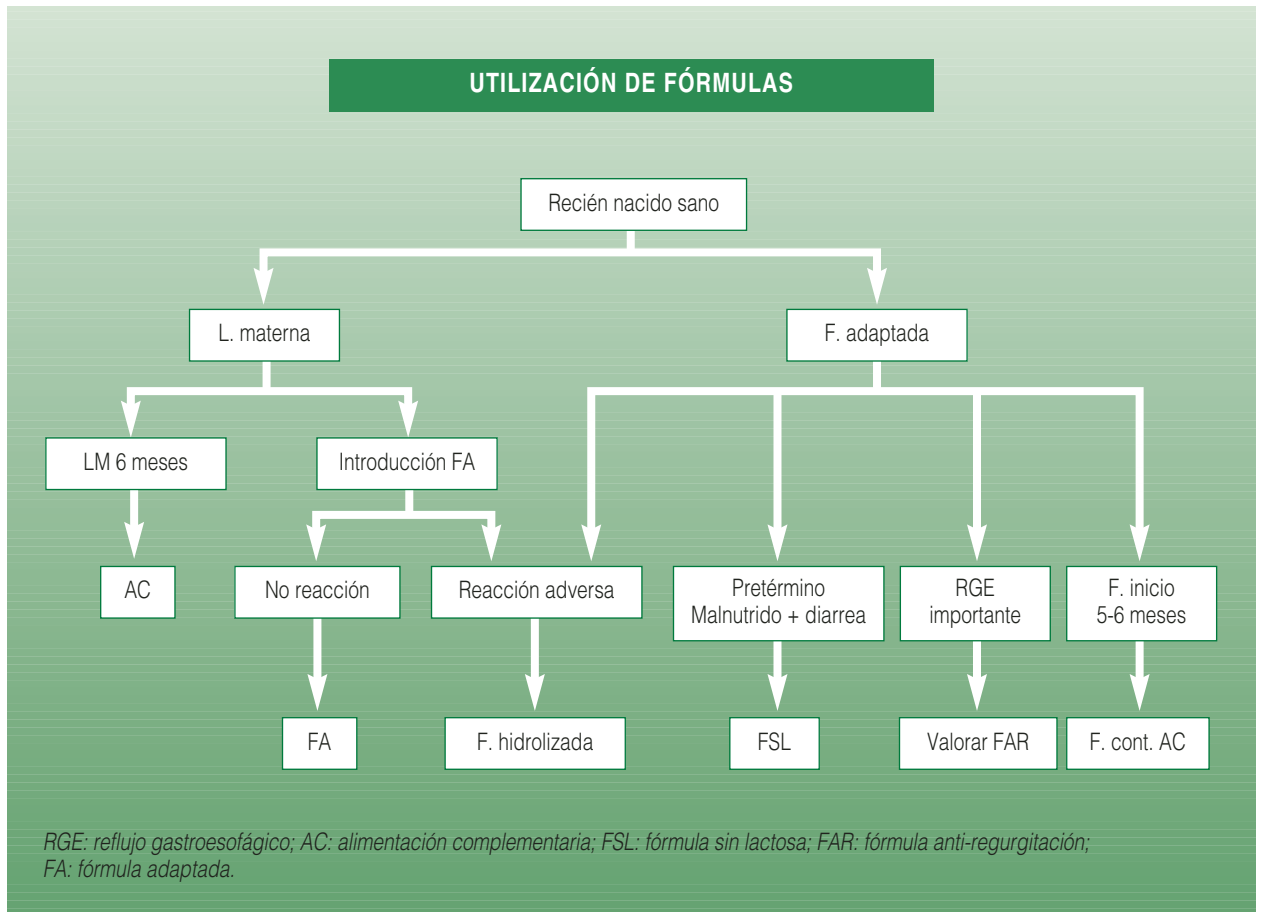 UTILIZACIÓN DE FÓRMULAS
Recién nacido sano
L. materna
F. adaptada
LM 6 meses
Introducción FA
AC
No reacción
Reacción adversa
Pretérmino
Malnutrido + diarrea
RGE
importante
F. inicio
5-6 meses
FA
F. hidrolizada
FSL
Valorar FAR
F. cont. AC
RGE: reflujo gastroesofágico; AC: alimentación complementaria; FSL: fórmula sin lactosa; FAR: fórmula anti-regurgitación;
FA: fórmula adaptada.